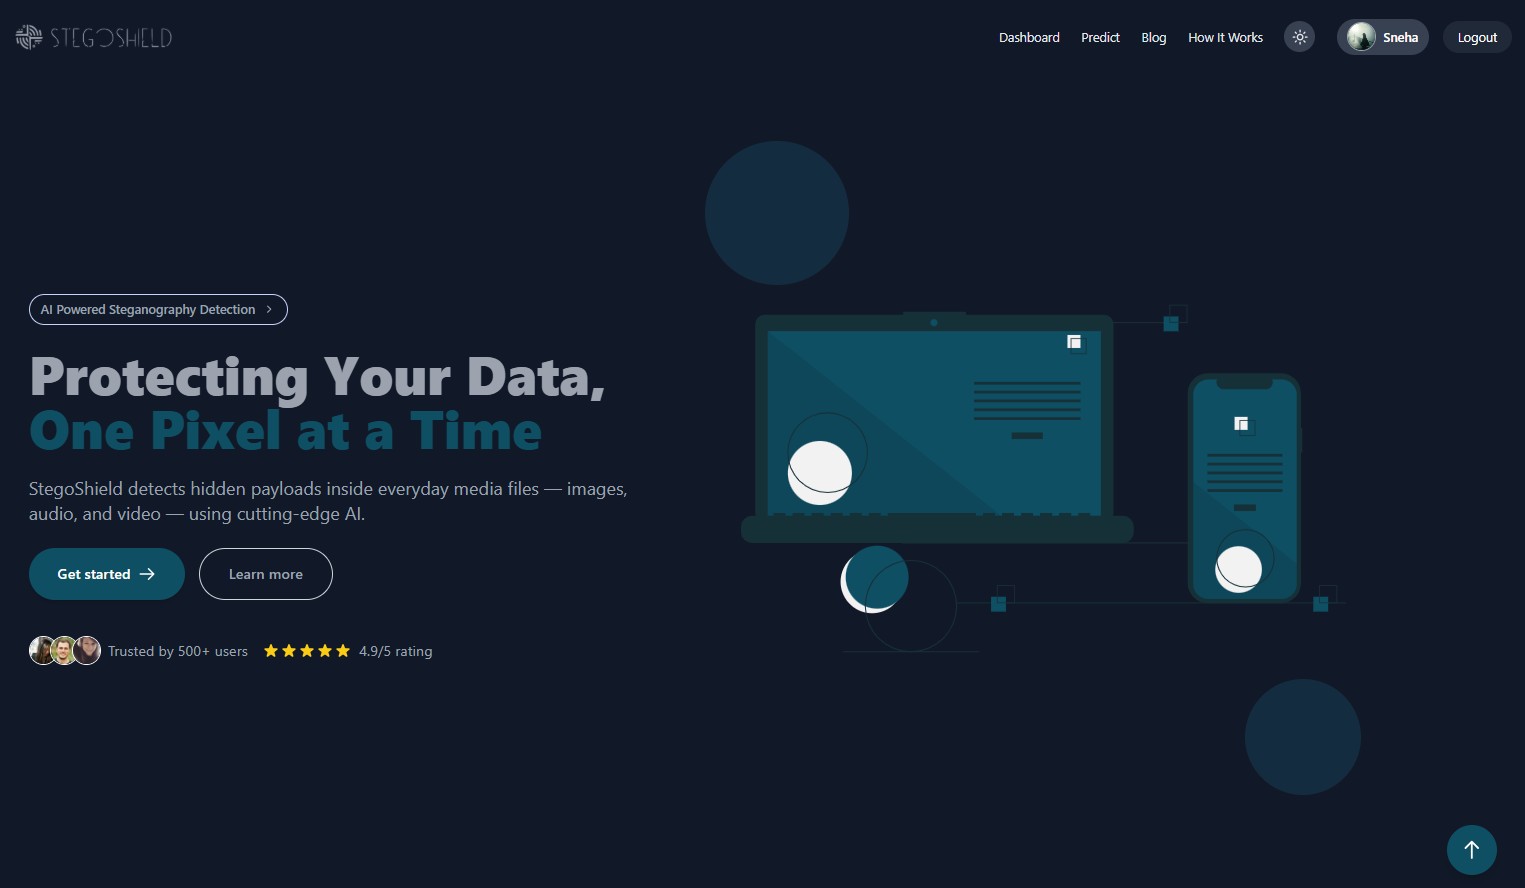 STEGOSHIELD
Dashboard
Predict
Blog
How It Works
Sneha
Logout
AI Powered Steganography Detection
Protecting Your Data,
One Pixel at a Time
StegoShield detects hidden payloads inside everyday media files — images,
audio, and video — using cutting-edge AI.
Get started
Learn more
Trusted by 500+ users
4.9/5 rating